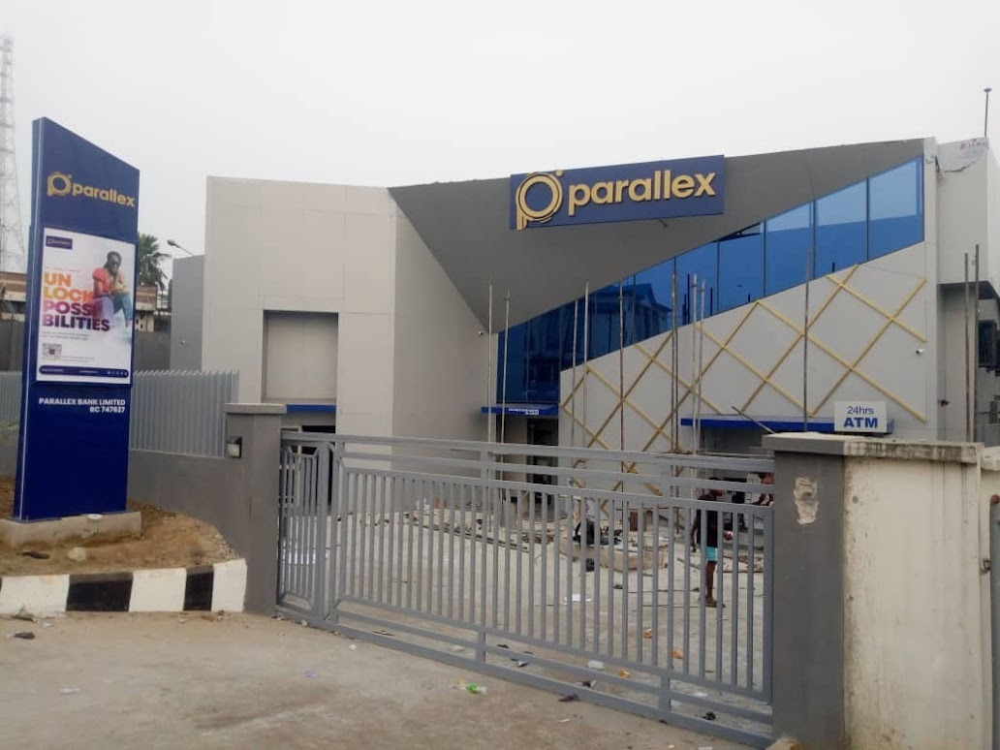 parallex
UN
LOCK
POSSI
BILITIES
PARALLEX BANK LIMITED
RC 747627
parallex
24hrs
ATM